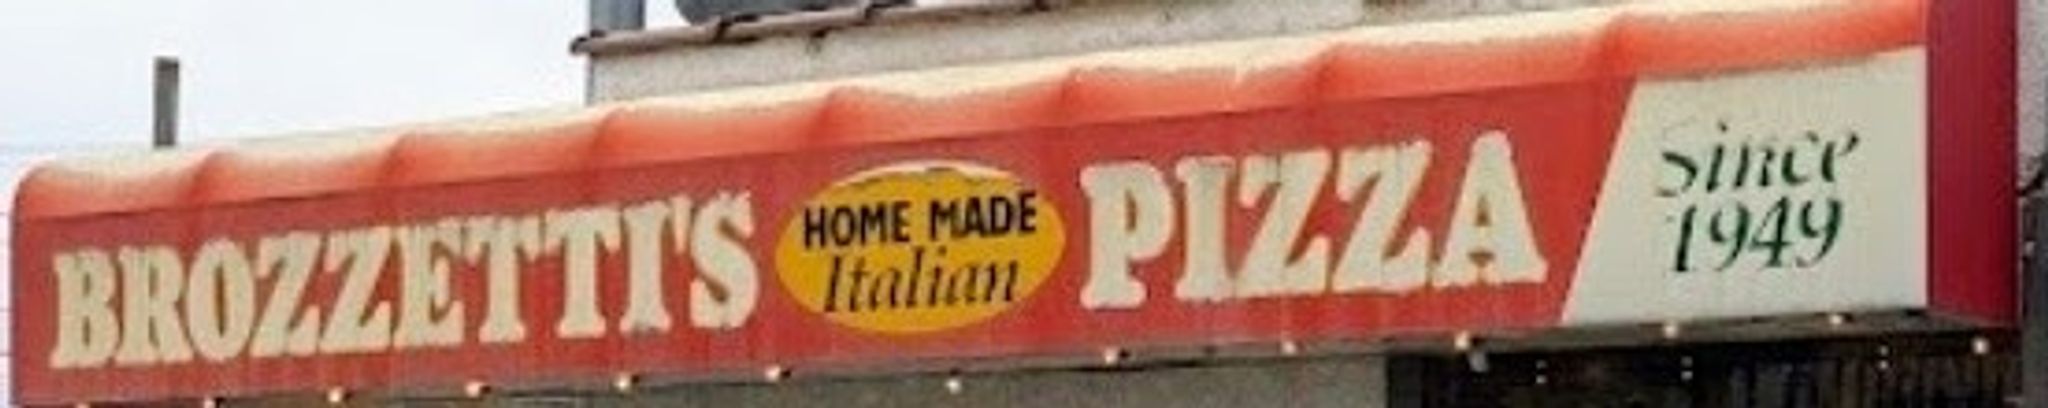 BROZZETTI'S
HOME MADE
Italian
PIZZA
Since
1949